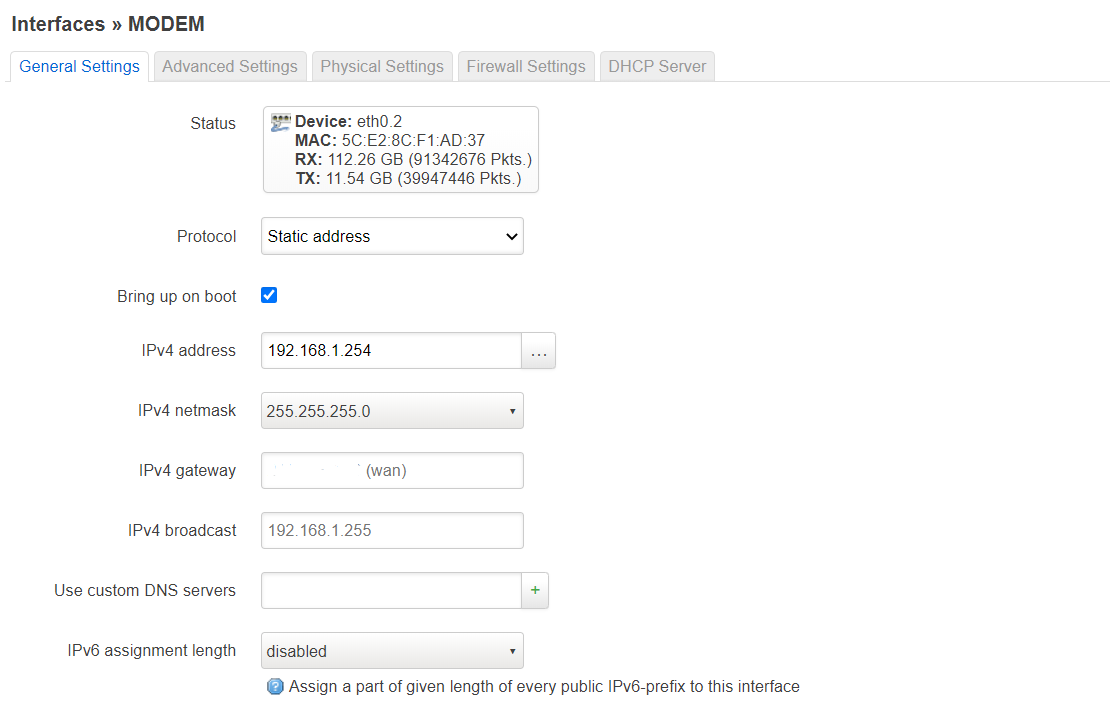 Interfaces » MODEM
General Settings Advanced Settings Physical Settings Firewall Settings DHCP Server
Status
Device: eth0.2
MAC: 5C:E2:8C:F1:AD:37
RX: 112.26 GB (91342676 Pkts.)
TX: 11.54 GB (39947446 Pkts.)
Protocol Static address
Bring up on boot
IPv4 address 192.168.1.254 ...
IPv4 netmask 255.255.255.0
IPv4 gateway (wan)
IPv4 broadcast 192.168.1.255
Use custom DNS servers +
IPv6 assignment length disabled
? Assign a part of given length of every public IPv6-prefix to this interface